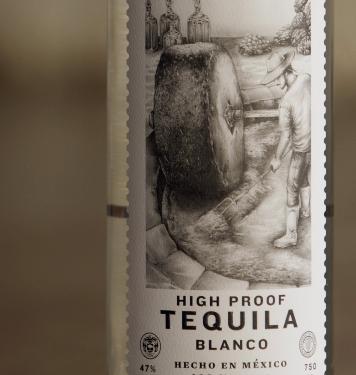 HIGH PROOF
TEQUILA
BLANCO
HECHO EN MÉXICO
47%
750